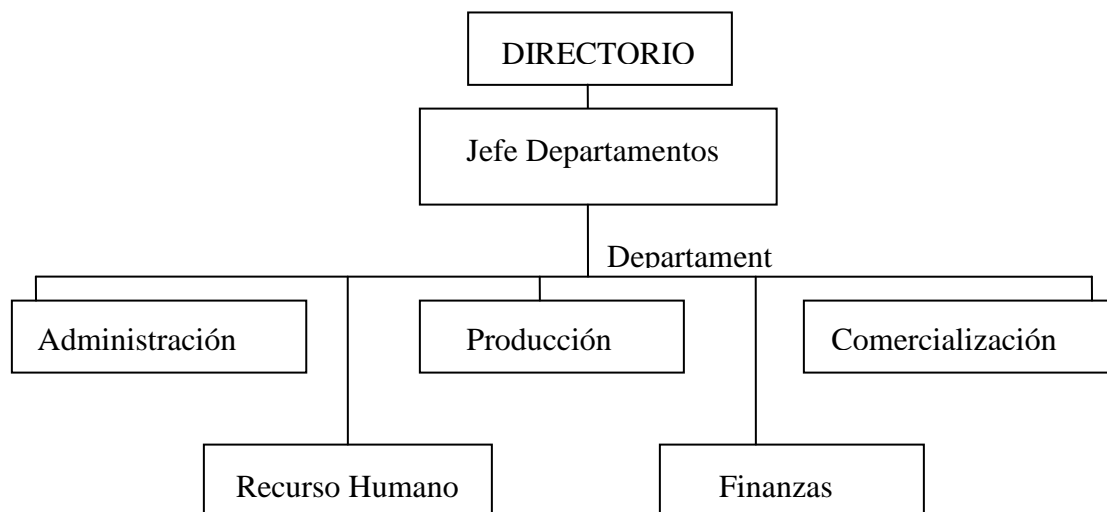 DIRECTORIO
Jefe Departamentos
Departament
Administración
Producción
Comercialización
Recurso Humano
Finanzas